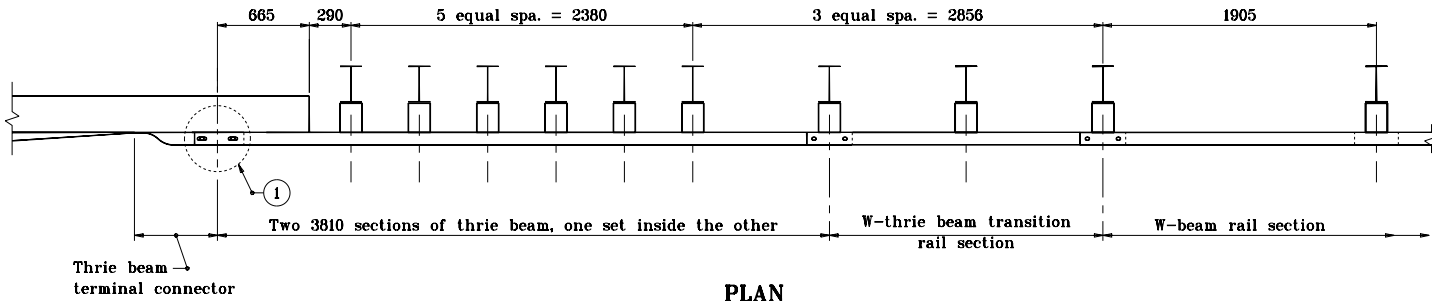 665
290
5 equal spa. = 2380
3 equal spa. = 2856
1905
1
Two 3810 sections of thrie beam, one set inside the other
W-thrie beam transition
rail section
W-beam rail section
Thrie beam
terminal connector
PLAN